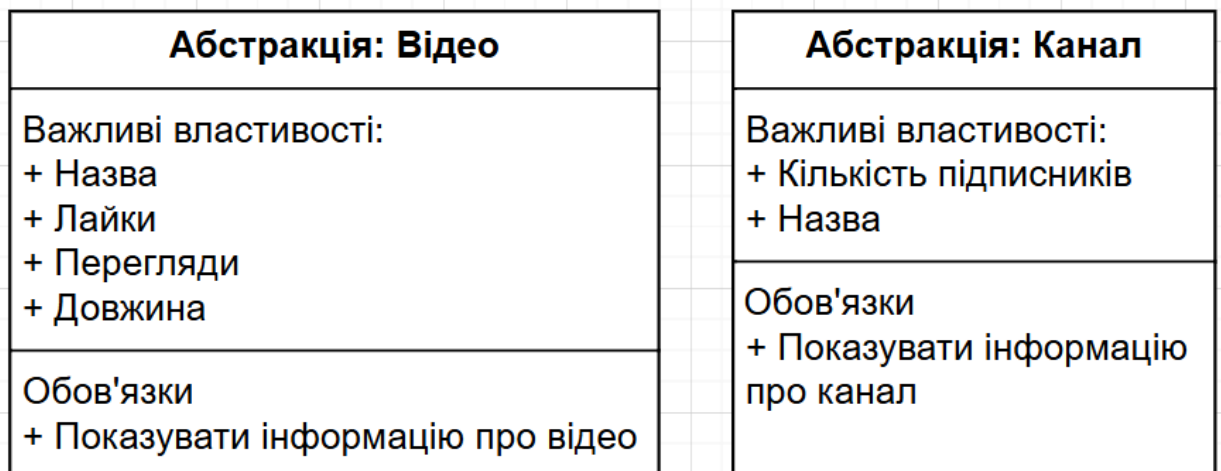 Абстракція: Відео
Важливі властивості:
+ Назва
+ Лайки
+ Перегляди
+ Довжина
Обов'язки
+ Показувати інформацію про відео
Абстракція: Канал
Важливі властивості:
+ Кількість підписників
+ Назва
Обов'язки
+ Показувати інформацію
про канал